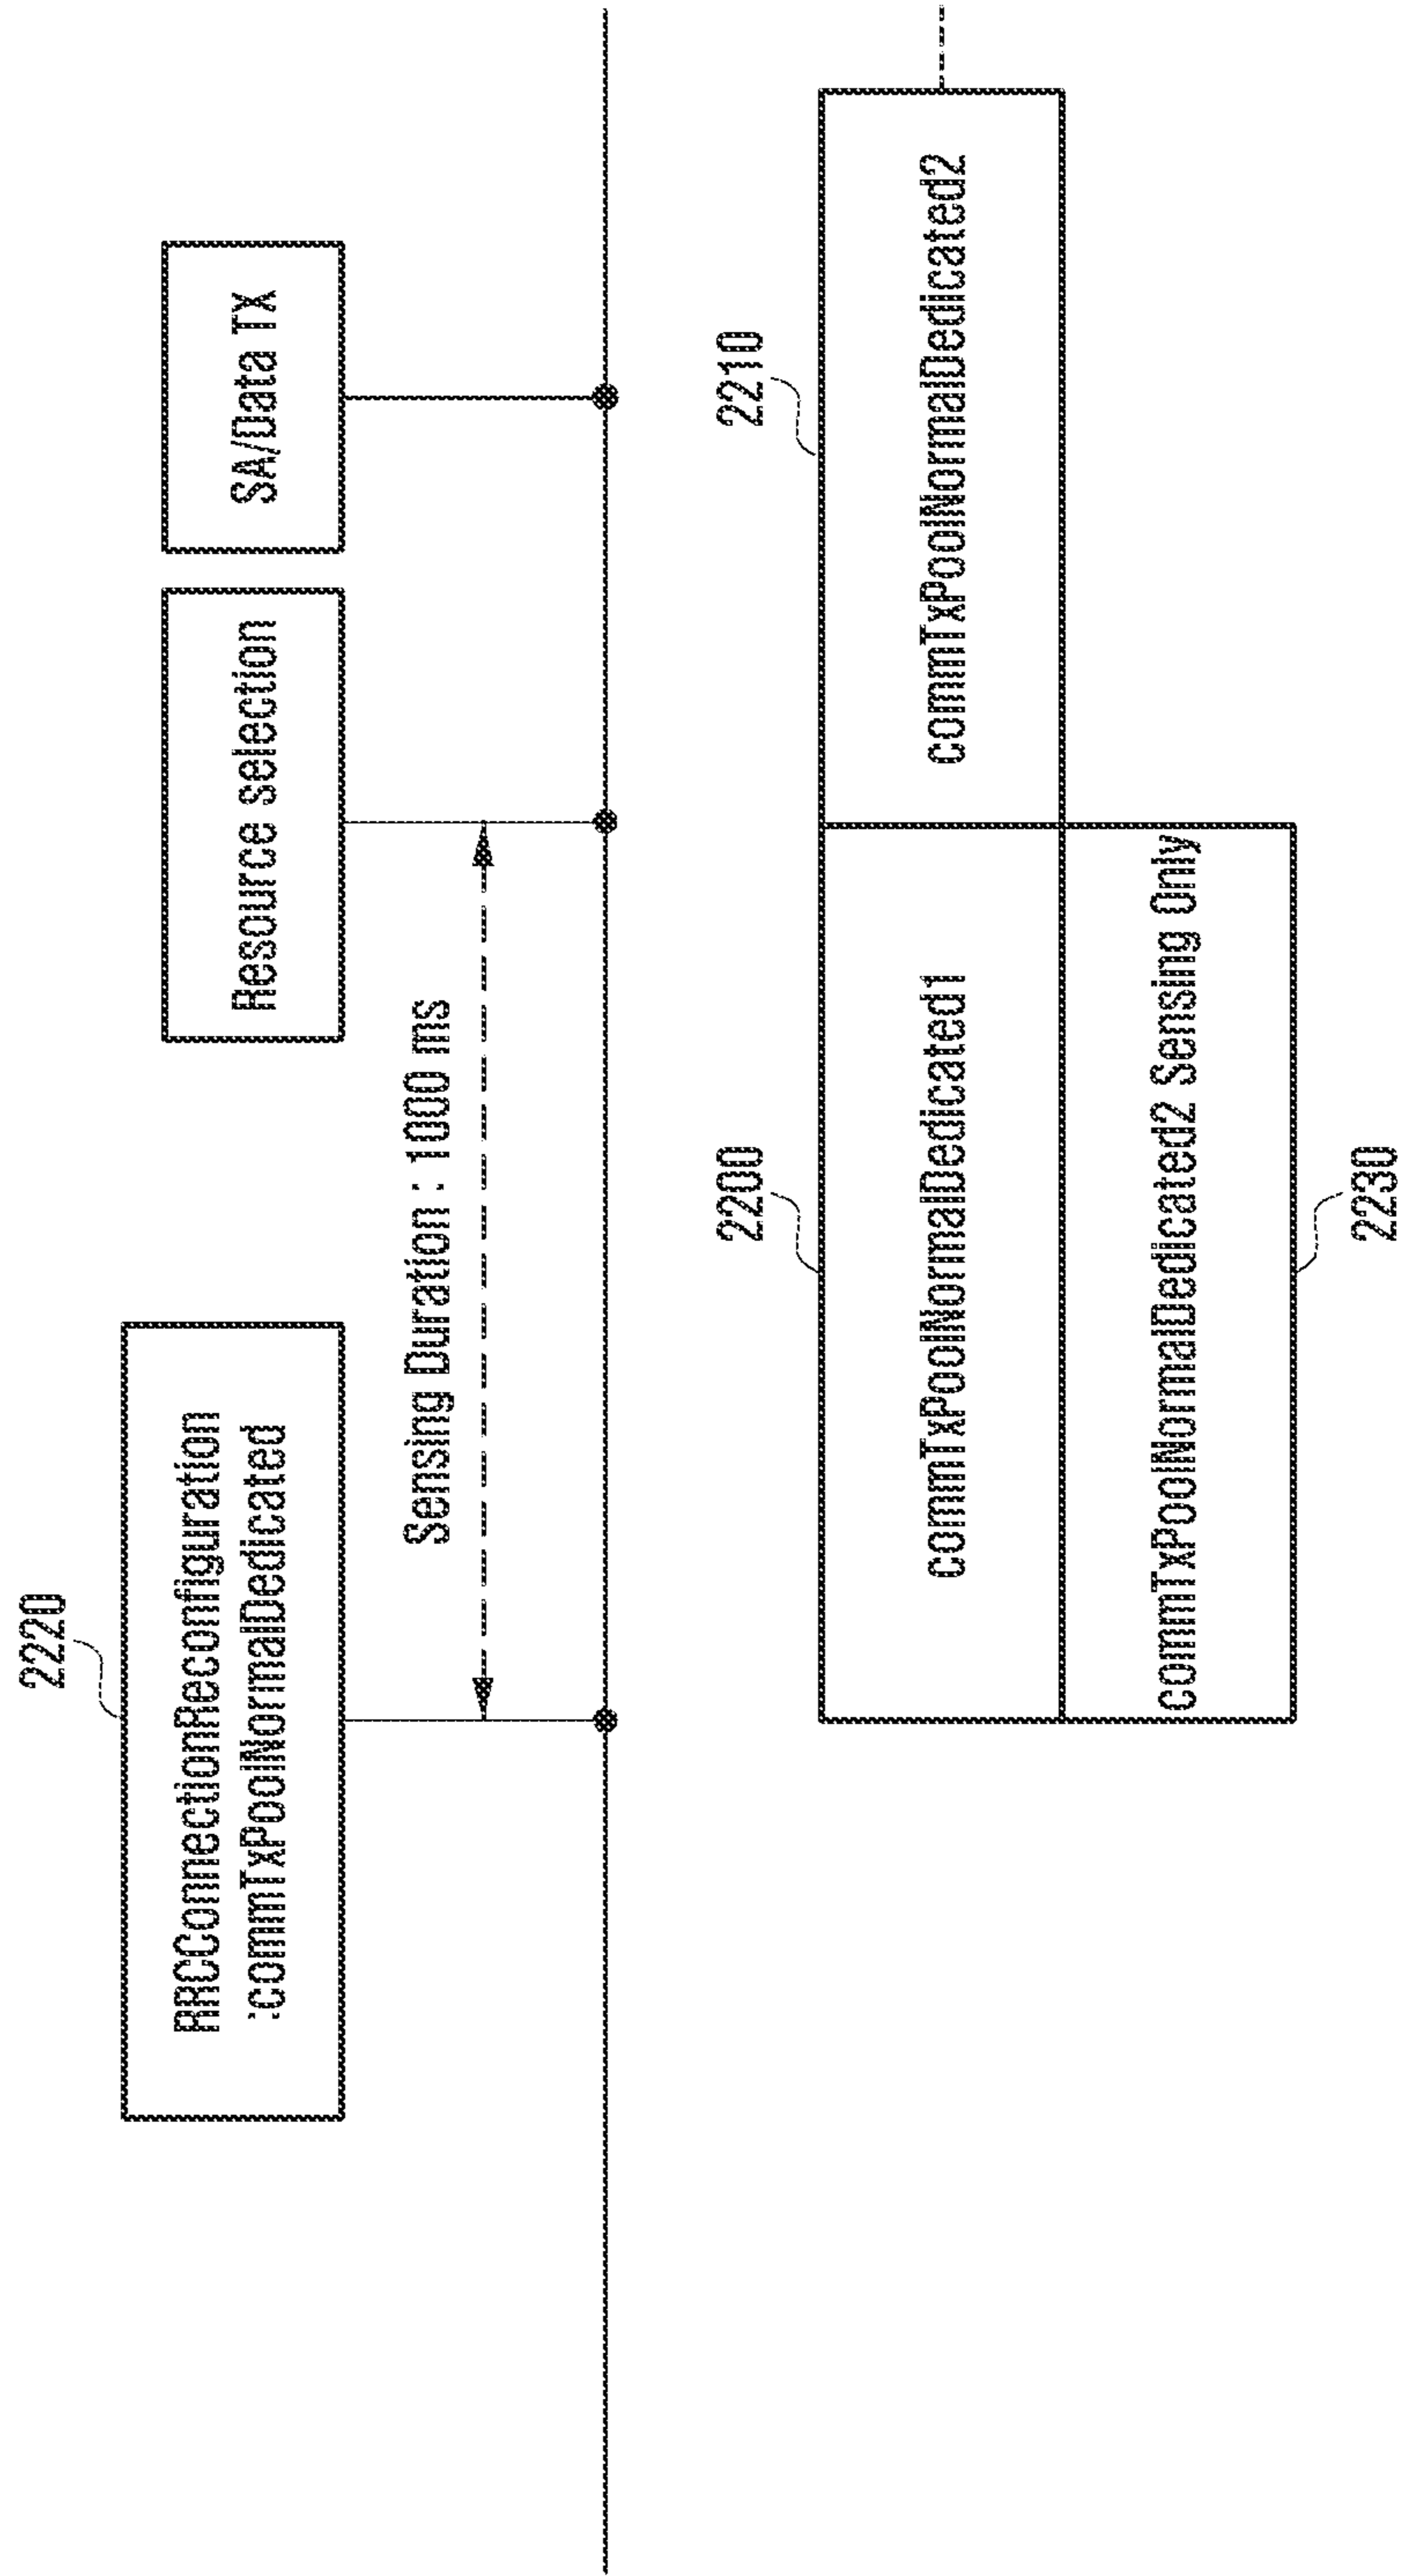 2220
RRCConnectionReconfiguration
:commTxPoolNormalDedicated
Resource selection
SA/Data TX
Sensing Duration : 1000 ms
2200
2210
commTxPoolNormalDedicated1
commTxPoolNormalDedicated2
commTxPoolNormalDedicated2 Sensing Only
2230